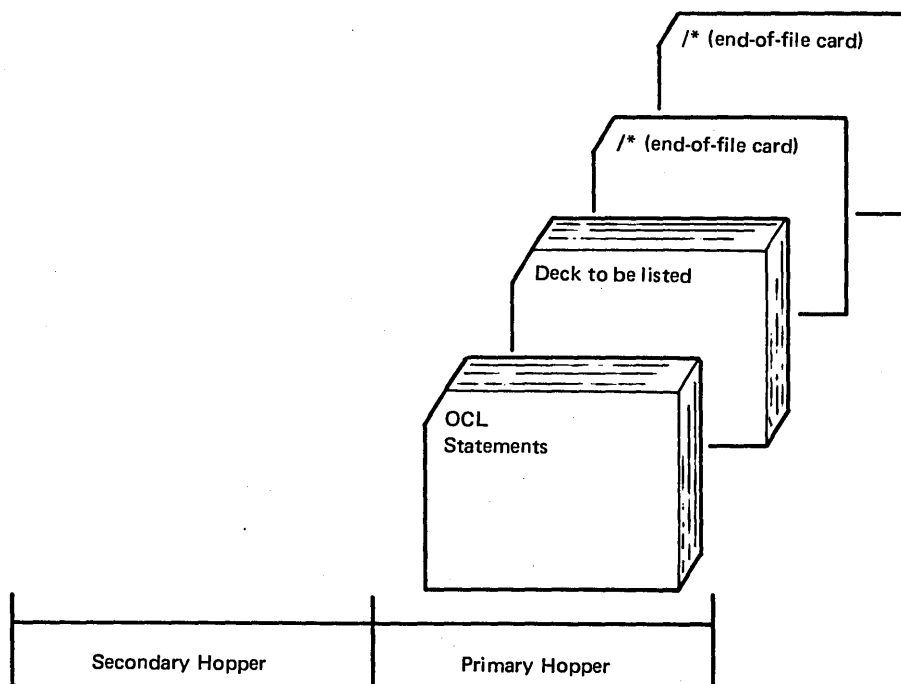 /* (end-of-file card)
/* (end-of-file card)
Deck to be listed
OCL
Statements
Secondary Hopper
Primary Hopper